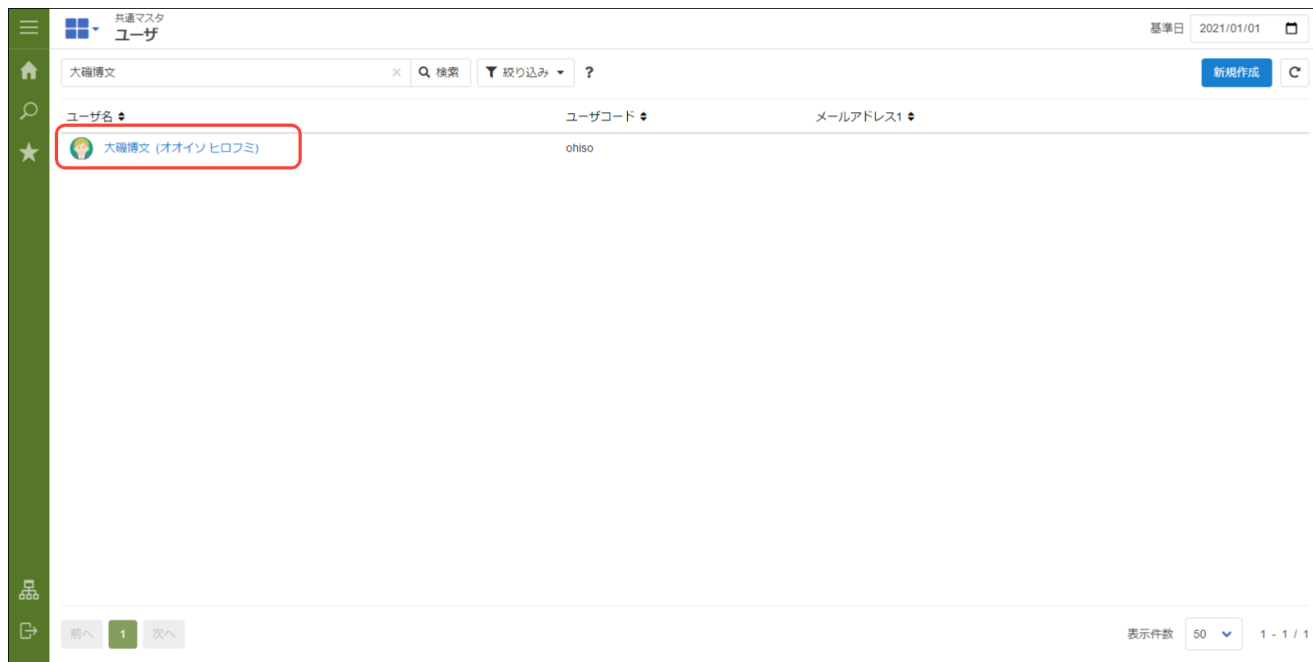 共通マスタ
ユーザ
基準日 2021/01/01
大磯博文 × 検索 絞り込み ? 新規作成
ユーザ名 ユーザコード メールアドレス1
大磯博文 (オオイソ ヒロフミ) ohiso
前へ 1 次へ 表示件数 50 1 - 1 / 1